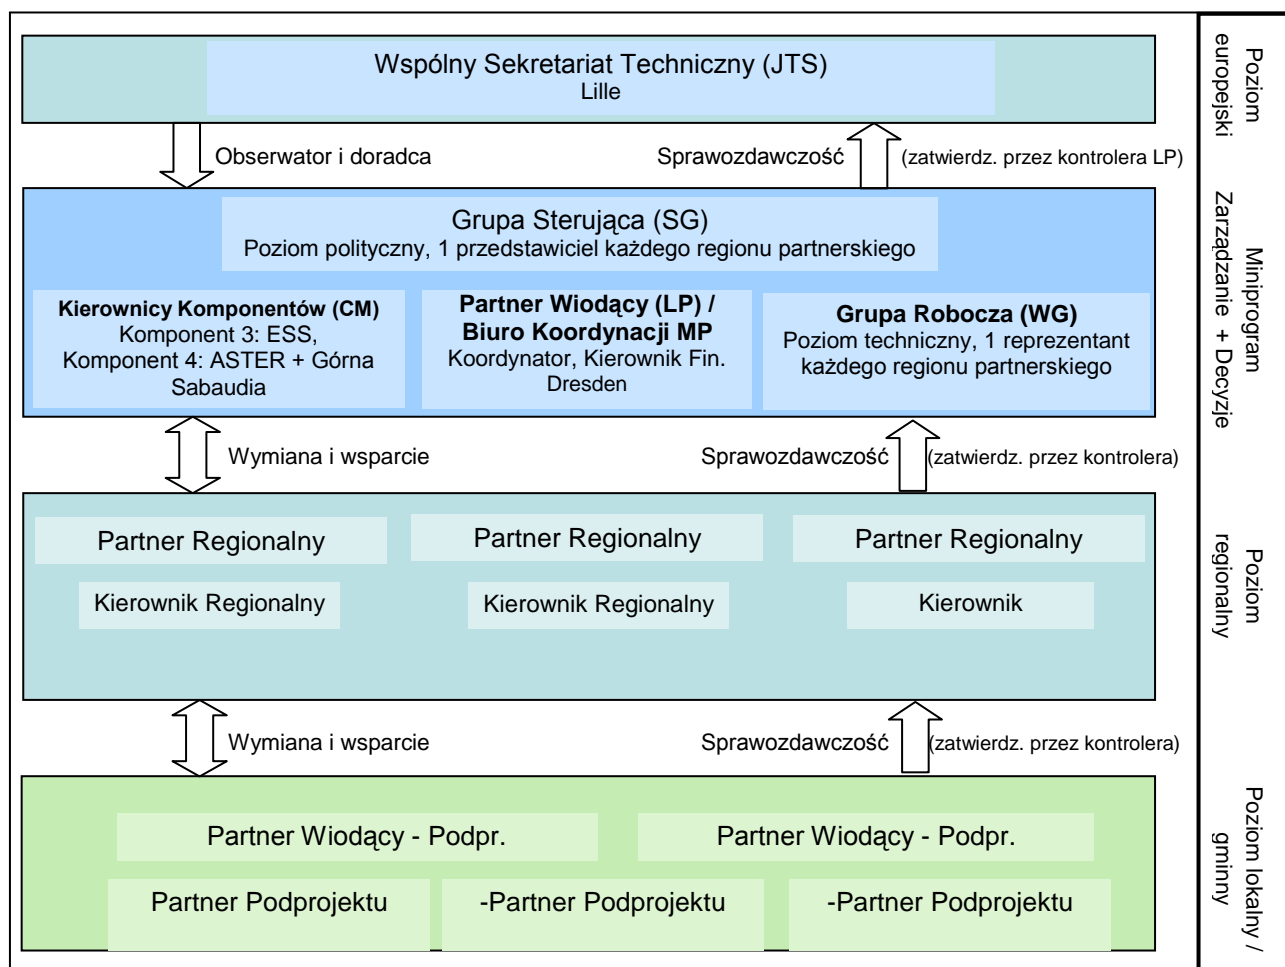 Wspólny Sekretariat Techniczny (JTS)
Lille
Poziom
europejski
Obserwator i doradca
Sprawozdawczość
(zatwierdz. przez kontrolera LP)
Grupa Sterująca (SG)
Poziom polityczny, 1 przedstawiciel każdego regionu partnerskiego
Kierownicy Komponentów (CM)
Komponent 3: ESS,
Komponent 4: ASTER + Górna
Sabaudia
Partner Wiodący (LP) /
Biuro Koordynacji MP
Koordynator, Kierownik Fin.
Dresden
Grupa Robocza (WG)
Poziom techniczny, 1 reprezentant
każdego regionu partnerskiego
Miniprogram
Zarządzanie + Decyzje
Wymiana i wsparcie
Sprawozdawczość
(zatwierdz. przez kontrolera)
Partner Regionalny
Partner Regionalny
Partner Regionalny
Kierownik Regionalny
Kierownik Regionalny
Kierownik
Poziom
regionalny
Wymiana i wsparcie
Sprawozdawczość
(zatwierdz. przez kontrolera)
Partner Wiodący - Podpr.
Partner Wiodący - Podpr.
Partner Podprojektu
-Partner Podprojektu
-Partner Podprojektu
Poziom lokalny /
gminny